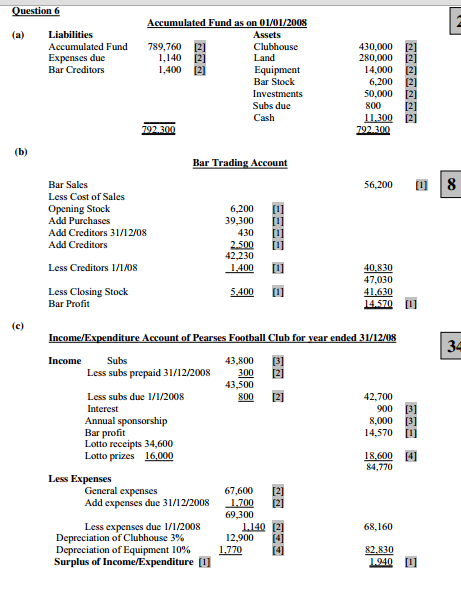 Question 6
Accumulated Fund as on 01/01/2008
(a) Liabilities Assets
Accumulated Fund 789,760 [2] Clubhouse 430,000 [2]
Expenses due 1,140 [2] Land 280,000 [2]
Bar Creditors 1,400 [2] Equipment 14,000 [2]
Bar Stock 6,200 [2]
Investments 50,000 [2]
Subs due 800 [2]
Cash 11,300 [2]
792,300 792,300
(b)
Bar Trading Account
Bar Sales 56,200 [1] 8
Less Cost of Sales
Opening Stock 6,200 [1]
Add Purchases 39,300 [1]
Add Creditors 31/12/08 430 [1]
Add Creditors 2,500 [1]
42,230
Less Creditors 1/1/08 1,400 [1] 40,830
47,030
Less Closing Stock 5,400 [1] 41,630
Bar Profit 14,570 [1]
(c)
Income/Expenditure Account of Pearses Football Club for year ended 31/12/08
34
Income Subs 43,800 [3]
Less subs prepaid 31/12/2008 300 [2]
43,500
Less subs due 1/1/2008 800 [2] 42,700
Interest 900 [3]
Annual sponsorship 8,000 [3]
Bar profit 14,570 [1]
Lotto receipts 34,600
Lotto prizes 16,000 18,600 [4]
84,770
Less Expenses
General expenses 67,600 [2]
Add expenses due 31/12/2008 1,700 [2]
69,300
Less expenses due 1/1/2008 1,140 [2] 68,160
Depreciation of Clubhouse 3% 12,900 [4]
Depreciation of Equipment 10% 1,770 [4] 82,830
Surplus of Income/Expenditure [1] 1,940 [1]